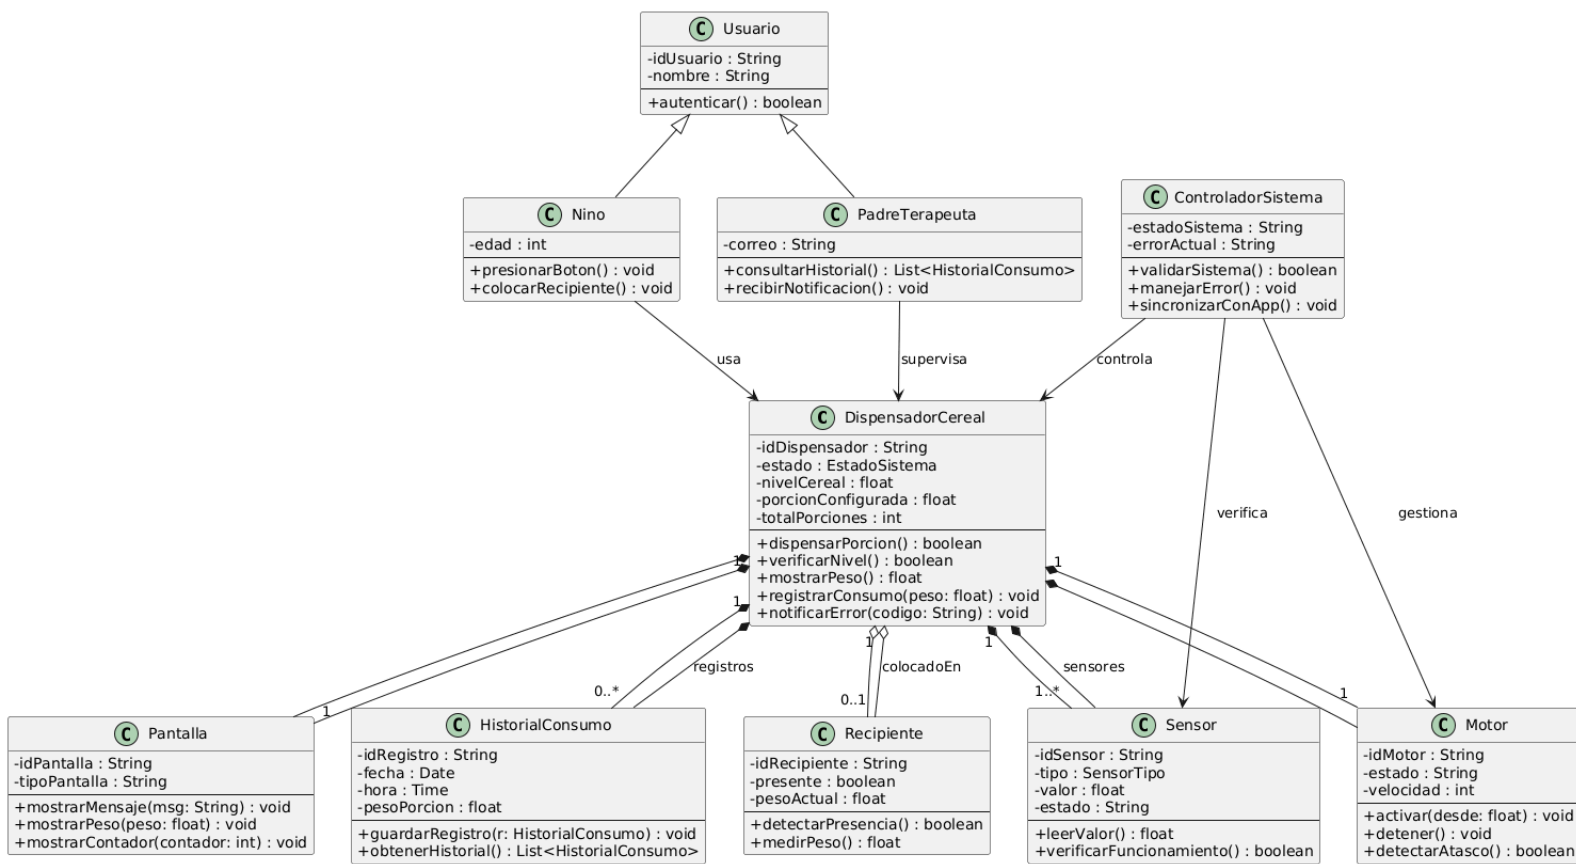 C Usuario
-idUsuario : String
-nombre : String
+autenticar() : boolean
C Nino
-edad : int
+presionarBoton() : void
+colocarRecipiente() : void
C PadreTerapeuta
-correo : String
+consultarHistorial() : List<HistorialConsumo>
+recibirNotificacion() : void
C ControladorSistema
-estadoSistema : String
-errorActual : String
+validarSistema() : boolean
+manejarError() : void
+sincronizarConApp() : void
usa
supervisa
controla
C DispensadorCereal
-idDispensador : String
-estado : EstadoSistema
-nivelCereal : float
-porcionConfigurada : float
-totalPorciones : int
+dispensarPorcion() : boolean
+verificarNivel() : boolean
+mostrarPeso() : float
+registrarConsumo(peso: float) : void
+notificarError(codigo: String) : void
verifica
gestiona
1
1
1
1
1
registros
colocadoEn
sensores
0..*
0..1
1..*
1
1
C Pantalla
-idPantalla : String
-tipoPantalla : String
+mostrarMensaje(msg: String) : void
+mostrarPeso(peso: float) : void
+mostrarContador(contador: int) : void
C HistorialConsumo
-idRegistro : String
-fecha : Date
-hora : Time
-pesoPorcion : float
+guardarRegistro(r: HistorialConsumo) : void
+obtenerHistorial() : List<HistorialConsumo>
C Recipiente
-idRecipiente : String
-presente : boolean
-pesoActual : float
+detectarPresencia() : boolean
+medirPeso() : float
C Sensor
-idSensor : String
-tipo : SensorTipo
-valor : float
-estado : String
+leerValor() : float
+verificarFuncionamiento() : boolean
C Motor
-idMotor : String
-estado : String
-velocidad : int
+activar(desde: float) : void
+detener() : void
+detectarAtasco() : boolean